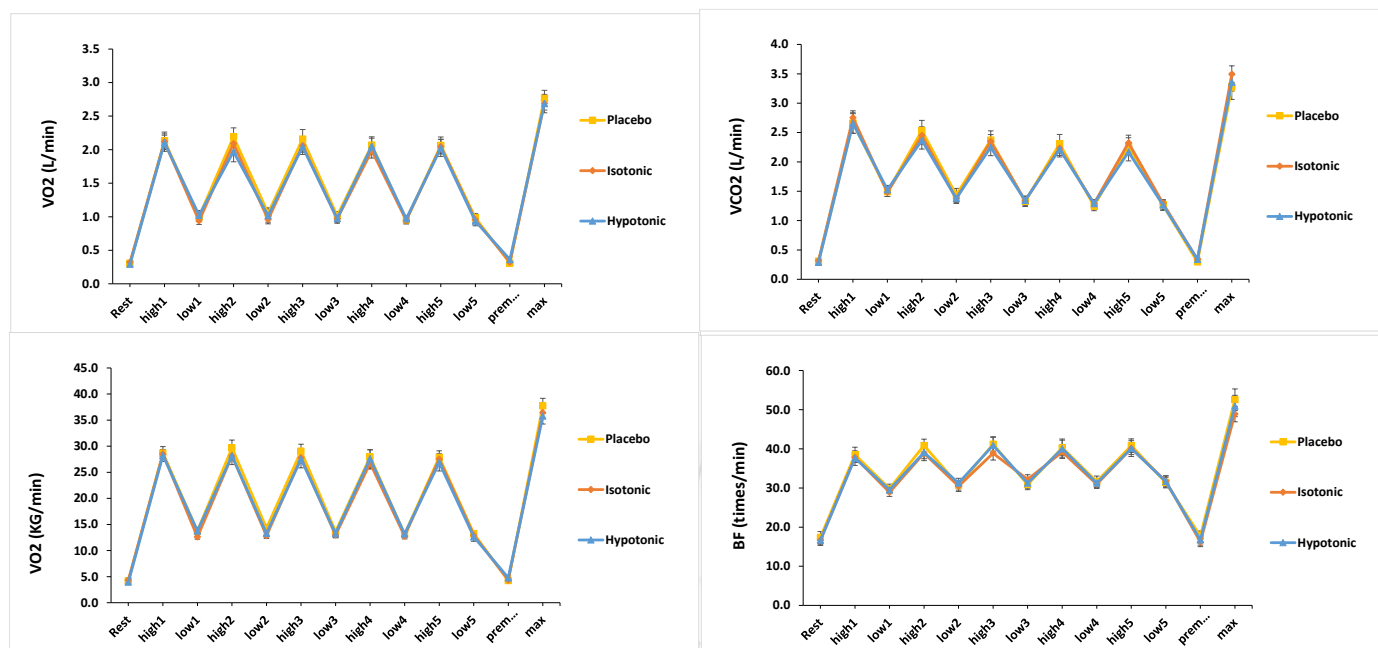 3.5
3.0
2.5
2.0
1.5
1.0
0.5
0.0
VO2 (L/min)
Rest
high1
low1
high2
low2
high3
low3
high4
low4
high5
low5
prem...
max
Placebo
Isotonic
Hypotonic
4.0
3.5
3.0
2.5
2.0
1.5
1.0
0.5
0.0
VCO2 (L/min)
Rest
high1
low1
high2
low2
high3
low3
high4
low4
high5
low5
prem...
max
Placebo
Isotonic
Hypotonic
45.0
40.0
35.0
30.0
25.0
20.0
15.0
10.0
5.0
0.0
VO2 (KG/min)
Rest
high1
low1
high2
low2
high3
low3
high4
low4
high5
low5
prem...
max
Placebo
Isotonic
Hypotonic
60.0
50.0
40.0
30.0
20.0
10.0
0.0
BF (times/min)
Rest
high1
low1
high2
low2
high3
low3
high4
low4
high5
low5
prem...
max
Placebo
Isotonic
Hypotonic